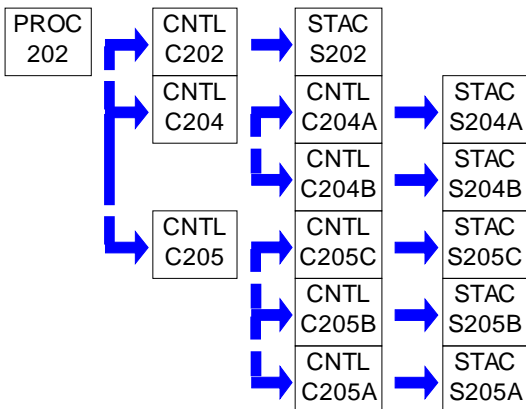 PROC
202
CNTL
C202
STAC
S202
CNTL
C204
CNTL
C204A
STAC
S204A
CNTL
C204B
STAC
S204B
CNTL
C205
CNTL
C205C
STAC
S205C
CNTL
C205B
STAC
S205B
CNTL
C205A
STAC
S205A